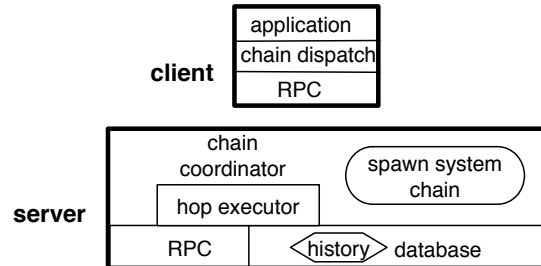 application
chain dispatch
client
RPC
chain
coordinator
spawn system
chain
hop executor
server
RPC
history
database